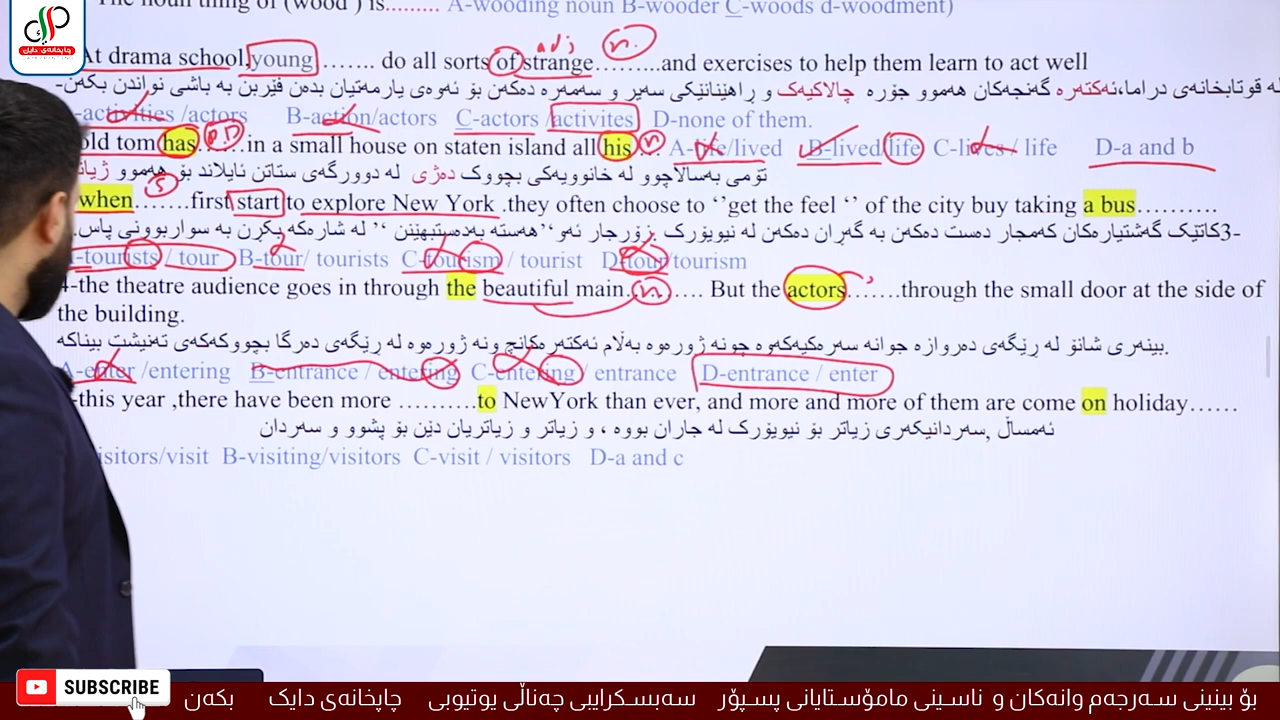 The noun thing of (wood ) is......... A-wooding noun B-wooder C-woods d-woodment)
adj n.
At drama school,young …….. do all sorts of strange………and exercises to help them learn to act well
لە قوتابخانەی دراما،ئەکتەرە گەنجەکان هەموو جۆرە چالاکیەک و ڕاهێنانێکی سەیر و سەمەرە دەکەن بۆ ئەوەی یارمەتیان بدەن فێربن بە باشی نواندن بکەن-
-activities /actors B-action/actors C-actors /activites D-none of them.
old tom has…….in a small house on staten island all his…. A-life/lived B-lived/life C-lives / life D-a and b
تۆمی بەساڵاچوو لە خانوویەکی بچووک دەژی لە دوورگەی ستاتن ئایلاند بۆ هەموو ژیان
when……..first start to explore New York .they often choose to ‘’get the feel ‘’ of the city buy taking a bus……….
3-کاتێک گەشتیارەکان کەمجار دەست دەکەن بە گەڕان دەکەن لە نیویۆرک .زۆرجار ئەو،،هەستە بەدەستبهێنن ،، لە شارەکە بکڕن بە سواربوونی پاس.
-tourists / tour B-tour/ tourists C-tourism / tourist D-tour/tourism
4-the theatre audience goes in through the beautiful main n. …. But the actors…….through the small door at the side of
the building.
بینەری شانۆ لە ڕێگەی دەروازە جوانە سەرەکیەکەوە چونە ژورەوە بەڵام ئەکتەرەکانچ ونە ژورەوە لە ڕێگەی دەرگا بچووکەکەی تەنیشت بیناکە.
A-enter /entering B-entrance / entering C-entering / entrance D-entrance / enter
-this year ,there have been more ……….to NewYork than ever, and more and more of them are come on holiday……
ئەمساڵ ,سەردانیکەری زیاتر بۆ نیویۆرک لە جاران بووە ، و زیاتر و زیاتریان دێن بۆ پشوو و سەردان
isitors/visit B-visiting/visitors C-visit / visitors D-a and c
چاپخانەی دایك
SUBSCRIBE
بۆ بینینی سەرجەم وانەکان و ناسینی مامۆستایانی پسپۆر سەبسکرایبی چەناڵی یوتیوبی چاپخانەی دایک بکەن